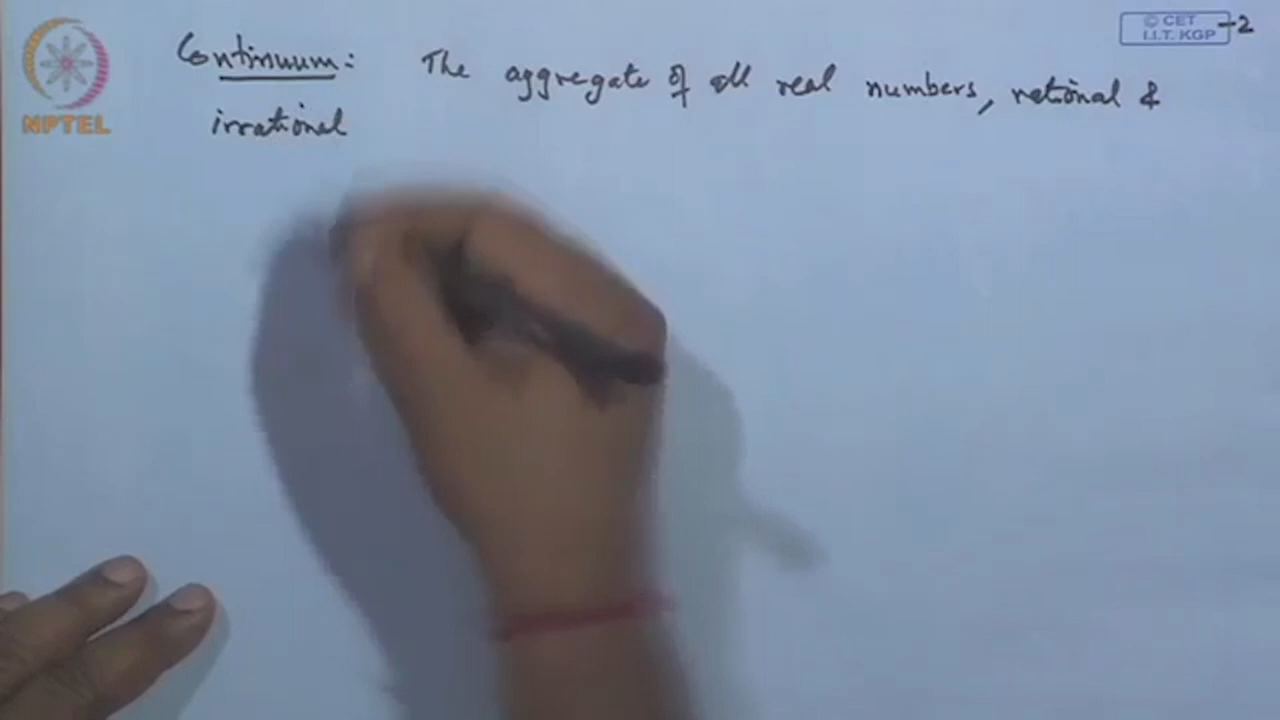 © CET
I.I.T. KGP
-2
Continuum: The aggregate of all real numbers, rational &
irrational
NPTEL